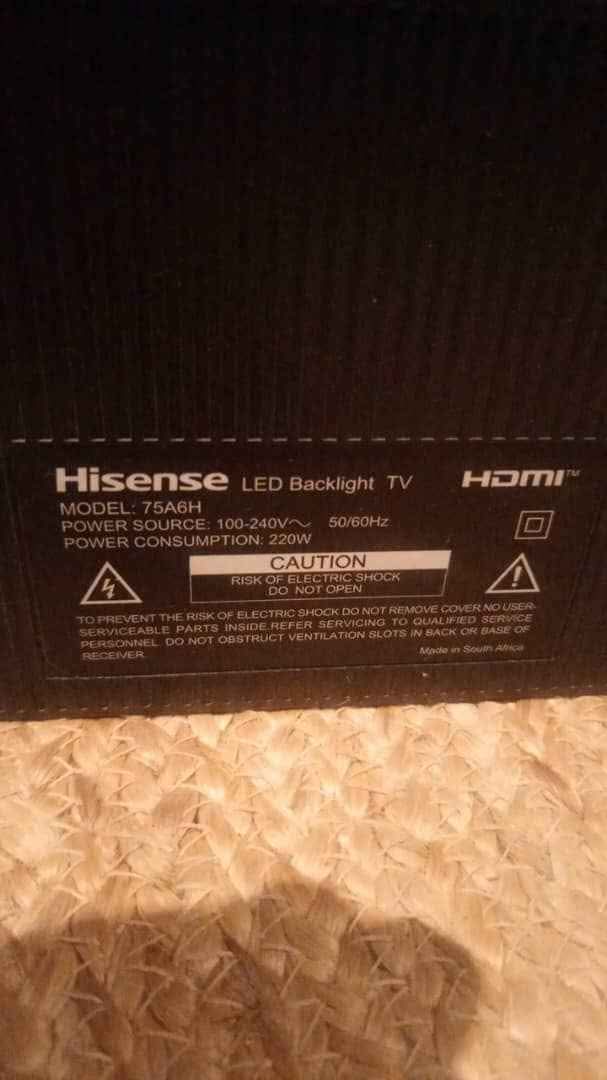 Hisense LED Backlight TV HDMI™
MODEL: 75A6H
POWER SOURCE: 100-240V～ 50/60Hz
POWER CONSUMPTION: 220W
CAUTION
RISK OF ELECTRIC SHOCK
DO NOT OPEN
TO PREVENT THE RISK OF ELECTRIC SHOCK DO NOT REMOVE COVER.NO USER-
SERVICEABLE PARTS INSIDE.REFER SERVICING TO QUALIFIED SERVICE
PERSONNEL. DO NOT OBSTRUCT VENTILATION SLOTS IN BACK OR BASE OF
RECEIVER.
Made in South Africa